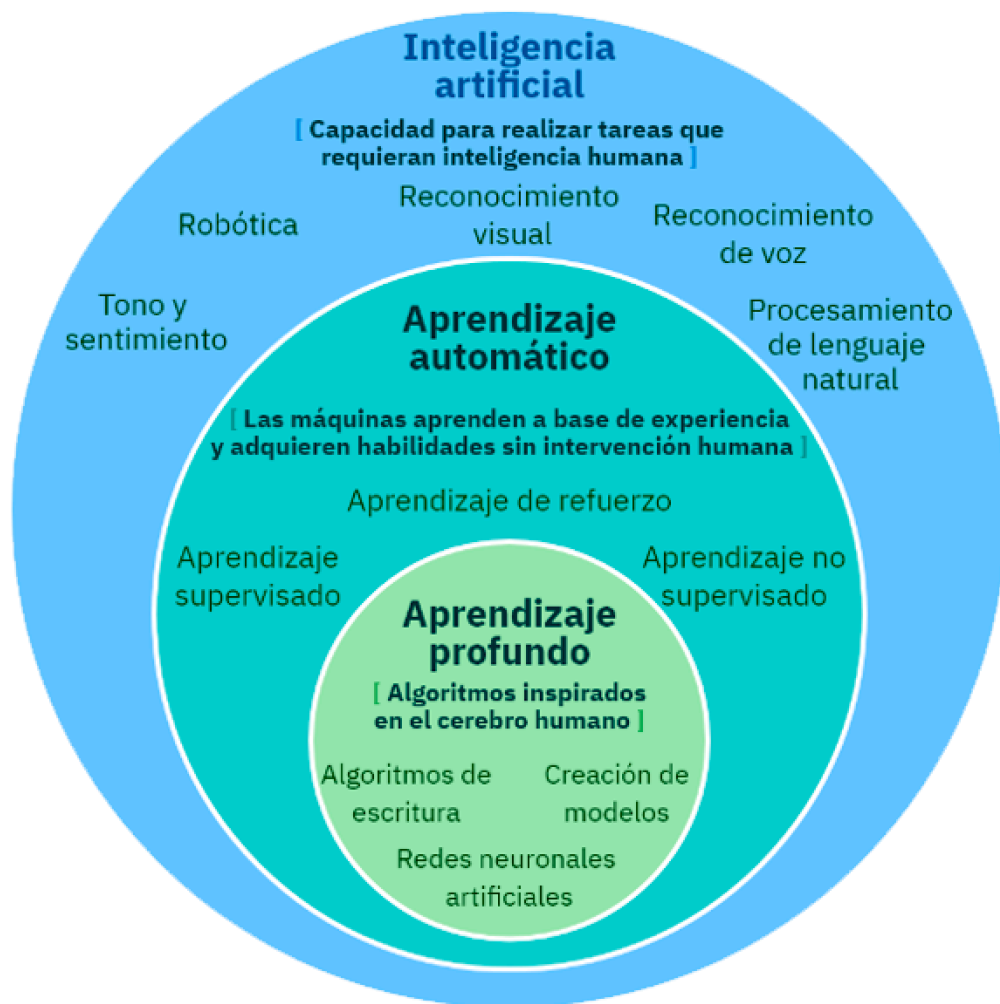 Inteligencia
artificial
[ Capacidad para realizar tareas que
requieran inteligencia humana ]
Robótica
Reconocimiento
visual
Reconocimiento
de voz
Tono y
sentimiento
Procesamiento
de lenguaje
natural
Aprendizaje
automático
[ Las máquinas aprenden a base de experiencia
y adquieren habilidades sin intervención humana ]
Aprendizaje de refuerzo
Aprendizaje
supervisado
Aprendizaje no
supervisado
Aprendizaje
profundo
[ Algoritmos inspirados
en el cerebro humano ]
Algoritmos de
escritura
Creación de
modelos
Redes neuronales
artificiales